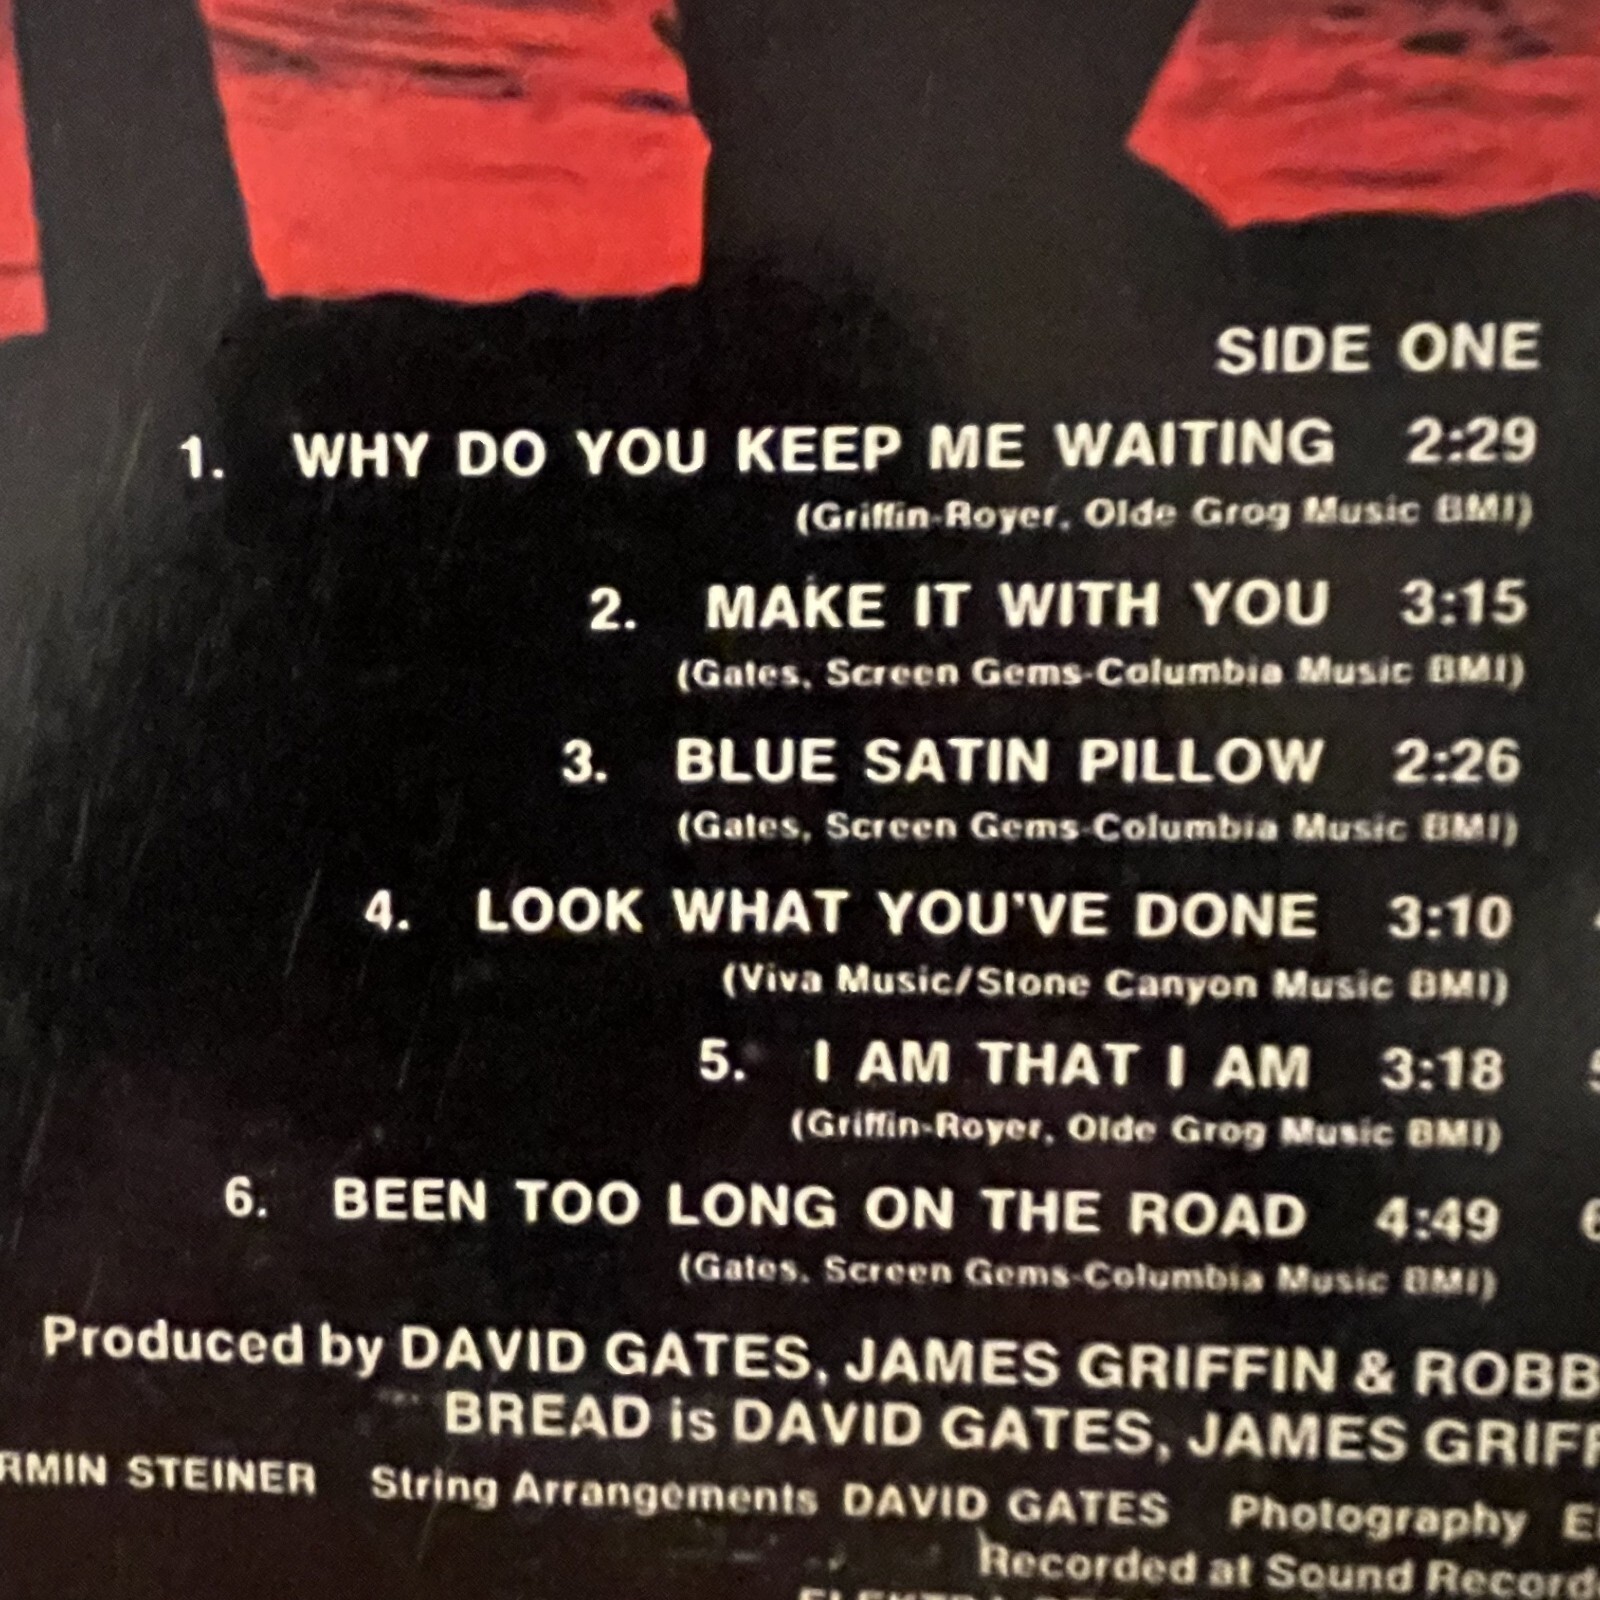 SIDE ONE
1. WHY DO YOU KEEP ME WAITING 2:29
(Griffin-Royer, Olde Grog Music BMI)
2. MAKE IT WITH YOU 3:15
(Gates, Screen Gems-Columbia Music BMI)
3. BLUE SATIN PILLOW 2:26
(Gates, Screen Gems-Columbia Music BMI)
4. LOOK WHAT YOU'VE DONE 3:10
(Viva Music/Stone Canyon Music BMI)
5. I AM THAT I AM 3:18
(Griffin-Royer, Olde Grog Music BMI)
6. BEEN TOO LONG ON THE ROAD 4:49
(Gates, Screen Gems-Columbia Music BMI)
Produced by DAVID GATES, JAMES GRIFFIN & ROBB
BREAD is DAVID GATES, JAMES GRIFF
RMIN STEINER String Arrangements DAVID GATES Photography
Recorded at Sound Recorde